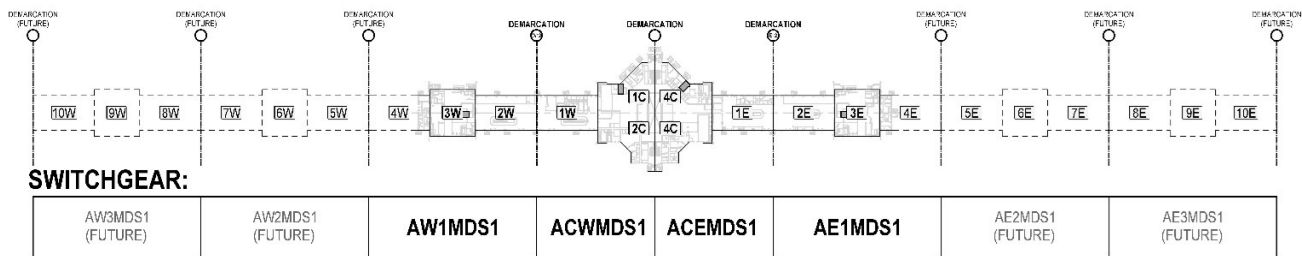 DEMARCATION
(FUTURE)
DEMARCATION
(FUTURE)
DEMARCATION
(FUTURE)
DEMARCATION
DEMARCATION
DEMARCATION
DEMARCATION
(FUTURE)
DEMARCATION
(FUTURE)
DEMARCATION
(FUTURE)
10W 9W 8W 7W 6W 5W 4W 3W 2W 1W 1C 4C 1E 2E 3E 4E 5E 6E 7E 8E 9E 10E
2C 4C
SWITCHGEAR:
AW3MDS1
(FUTURE)
AW2MDS1
(FUTURE)
AW1MDS1
ACWMDS1
ACEMDS1
AE1MDS1
AE2MDS1
(FUTURE)
AE3MDS1
(FUTURE)